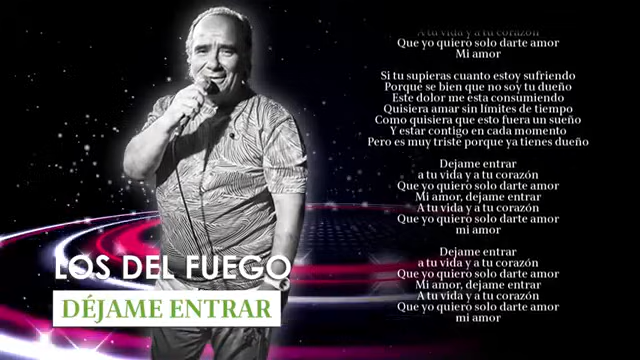 LOS DEL FUEGO
DÉJAME ENTRAR
A tu vida y a tu corazón
Que yo quiero solo darte amor
Mi amor
Si tu supieras cuanto estoy sufriendo
Porque se bien que no soy tu dueño
Este dolor me esta consumiendo
Quisiera amar sin límites de tiempo
Como quisiera que esto fuera un sueño
Y estar contigo en cada momento
Pero es muy triste porque ya tienes dueño
Dejame entrar
a tu vida y a tu corazón
Que yo quiero solo darte amor
Mi amor, dejame entrar
A tu vida y a tu corazón
Que yo quiero solo darte amor
mi amor
Dejame entrar
a tu vida y a tu corazón
Que yo quiero solo darte amor
Mi amor, dejame entrar
A tu vida y a tu corazón
Que yo quiero solo darte amor
mi amor